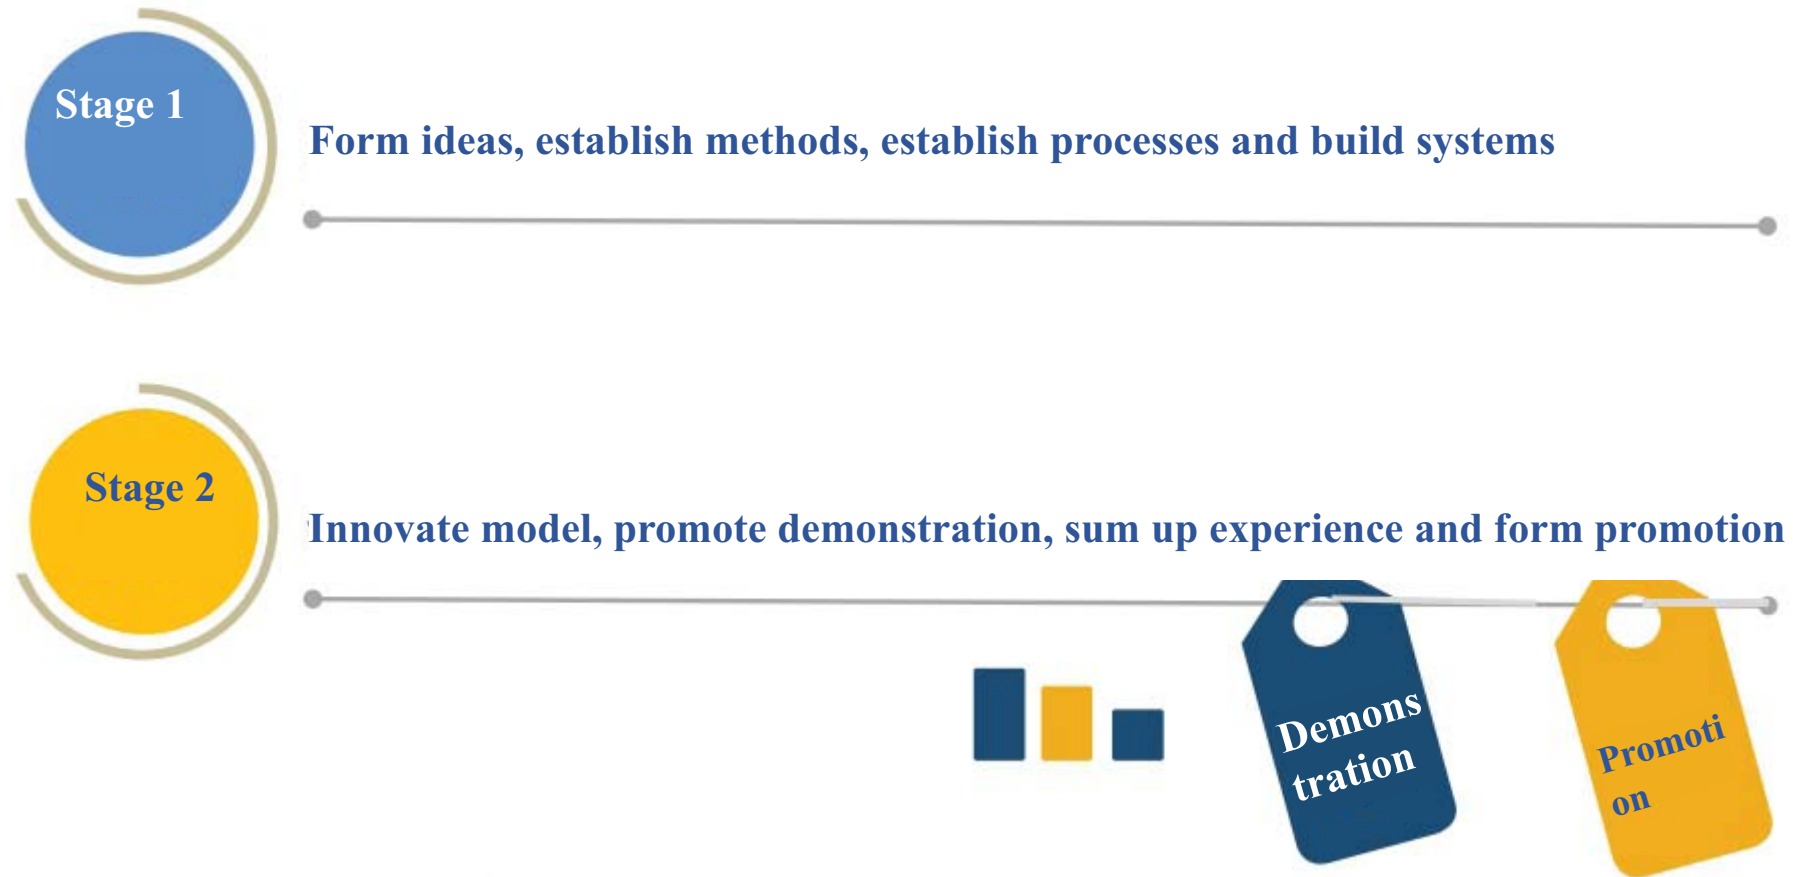 Stage 1
Form ideas, establish methods, establish processes and build systems
Stage 2
Innovate model, promote demonstration, sum up experience and form promotion
Demons
tration
Promoti
on